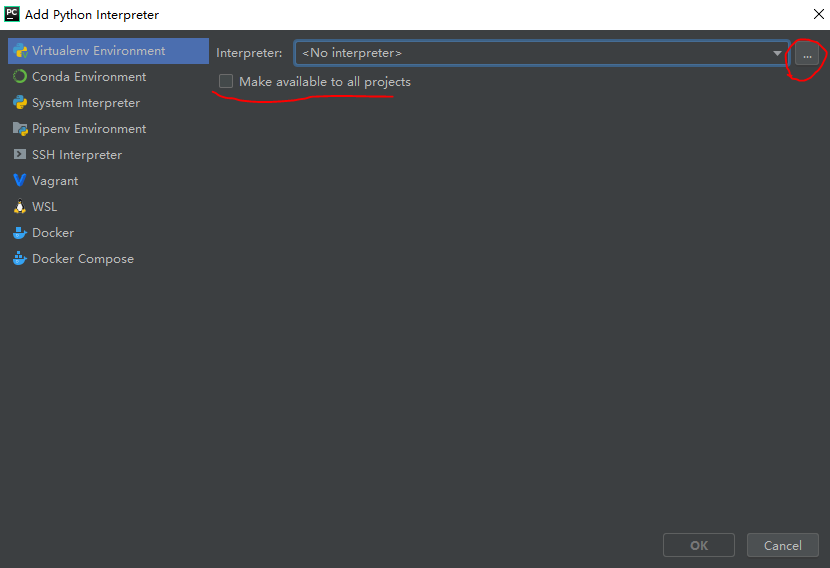 PC Add Python Interpreter
Virtualenv Environment
Conda Environment
System Interpreter
Pipenv Environment
SSH Interpreter
Vagrant
WSL
Docker
Docker Compose
Interpreter: <No interpreter> ...
Make available to all projects
OK Cancel